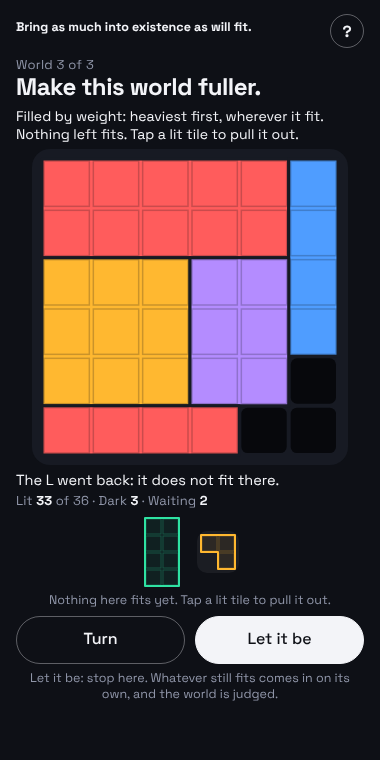 Bring as much into existence as will fit.
?
World 3 of 3
Make this world fuller.
Filled by weight: heaviest first, wherever it fit.
Nothing left fits. Tap a lit tile to pull it out.
The L went back: it does not fit there.
Lit 33 of 36 · Dark 3 · Waiting 2
Nothing here fits yet. Tap a lit tile to pull it out.
Turn
Let it be
Let it be: stop here. Whatever still fits comes in on its
own, and the world is judged.